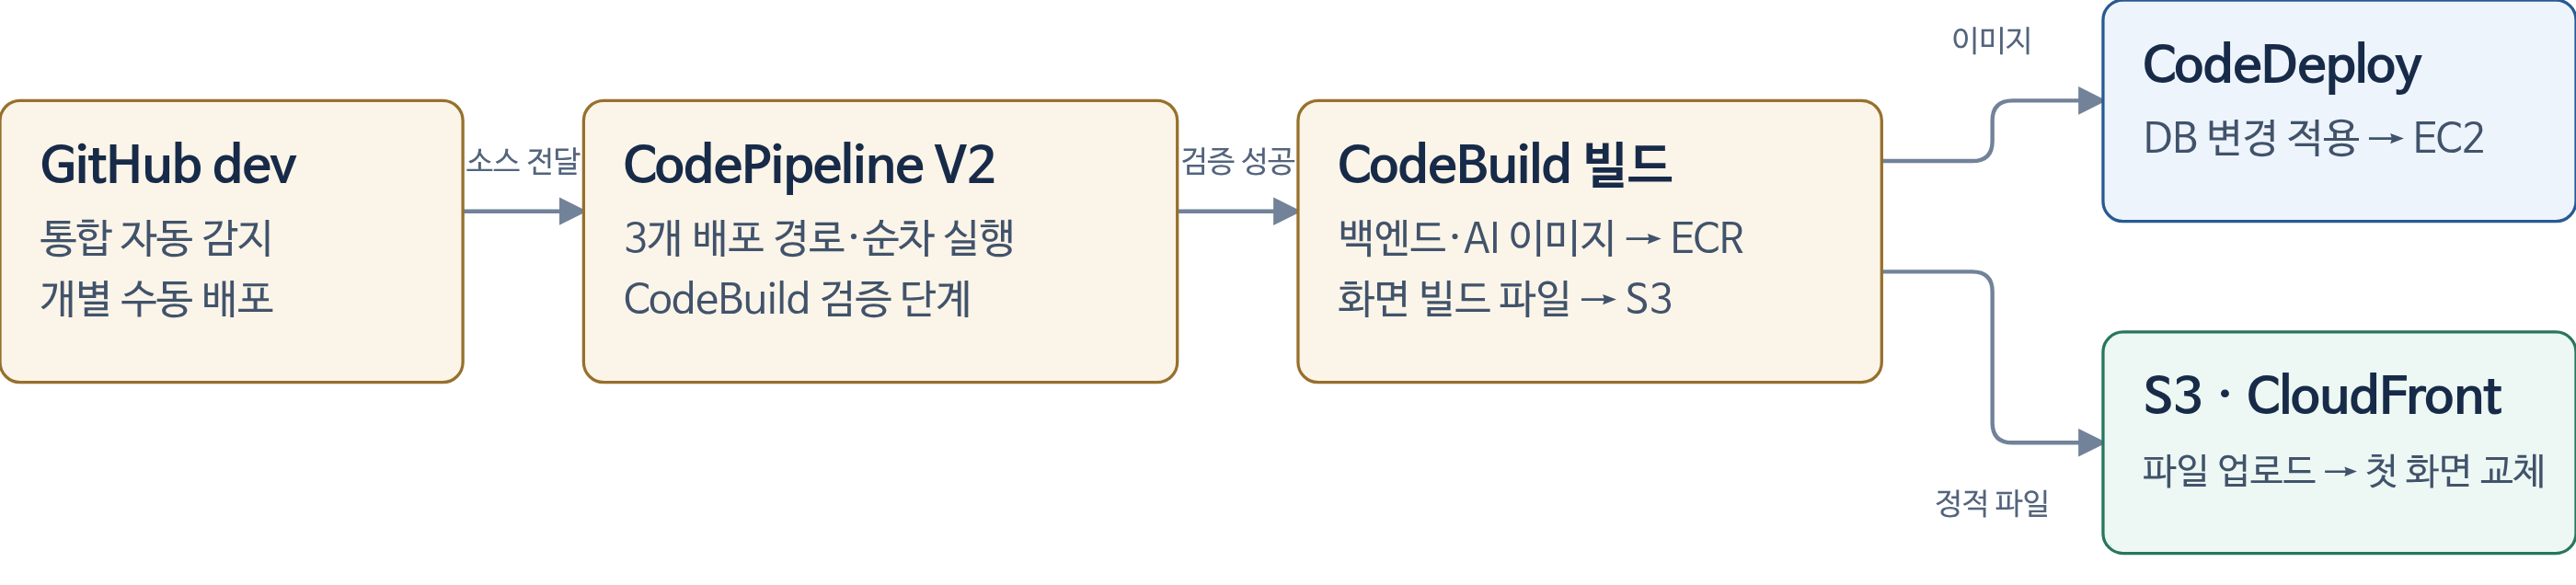 GitHub dev
통합 자동 감지
개별 수동 배포
소스 전달
CodePipeline V2
3개 배포 경로·순차 실행
CodeBuild 검증 단계
검증 성공
CodeBuild 빌드
백엔드·AI 이미지 → ECR
화면 빌드 파일 → S3
이미지
CodeDeploy
DB 변경 적용 → EC2
정적 파일
S3 · CloudFront
파일 업로드 → 첫 화면 교체